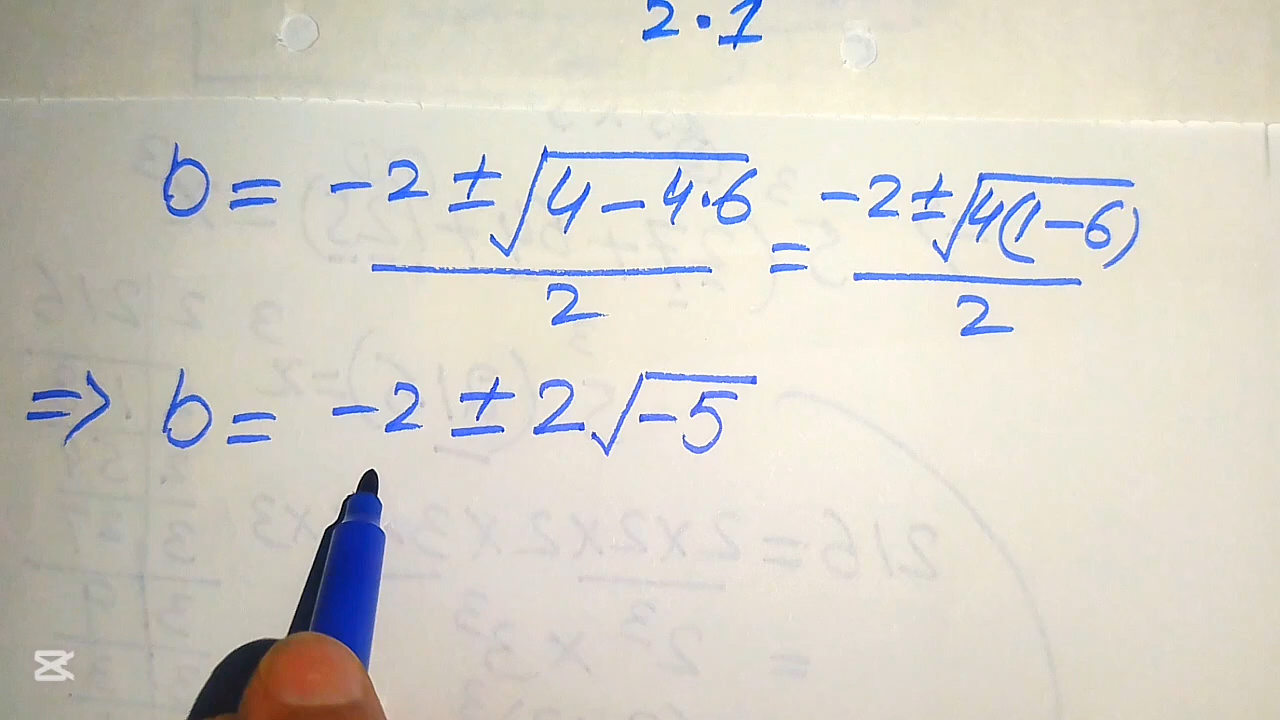 2·1
b = -2 ± √4 - 4·6 / 2 = -2 ± √4(1-6) / 2
=> b = -2 ± 2√-5